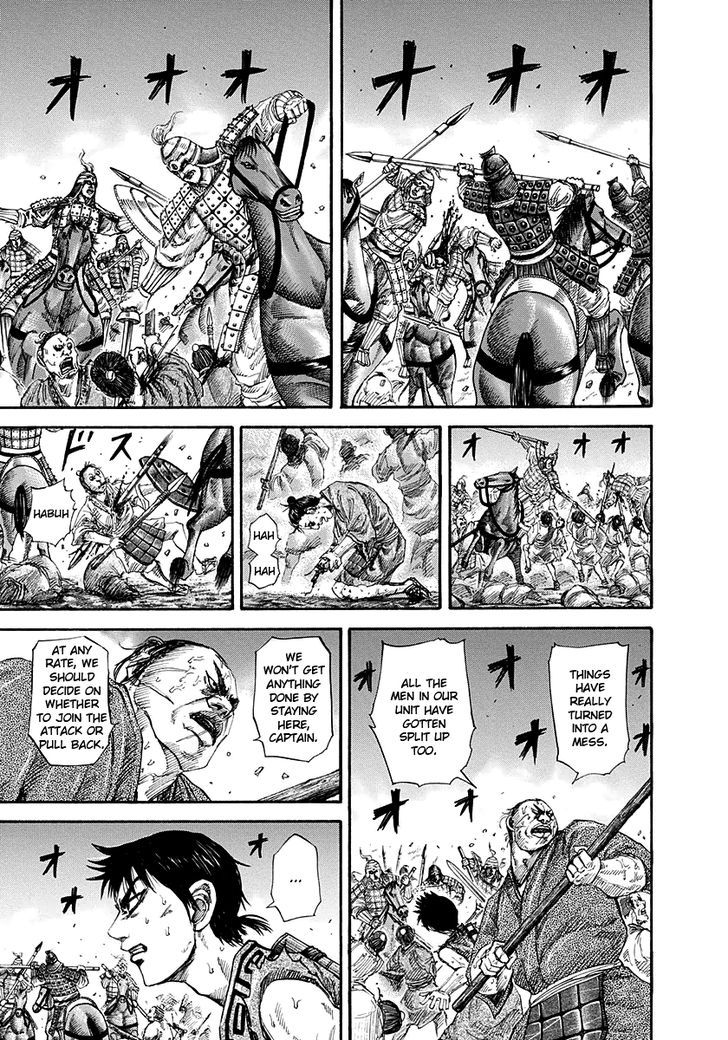 オ オ オ
オ オ オ
オ オ オ
HAH
HAH
ドス
HABUH
THINGS
HAVE
REALLY
TURNED
INTO A
MESS.
ALL THE
MEN IN OUR
UNIT HAVE
GOTTEN
SPLIT UP
TOO.
オ オ オ
WE
WON'T GET
ANYTHING
DONE BY
STAYING
HERE,
CAPTAIN.
AT ANY
RATE, WE
SHOULD
DECIDE ON
WHETHER
TO JOIN THE
ATTACK OR
PULL BACK.
...
オ オ オ